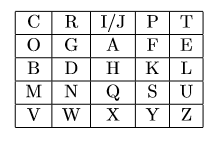 C R I/J P T
O G A F E
B D H K L
M N Q S U
V W X Y Z